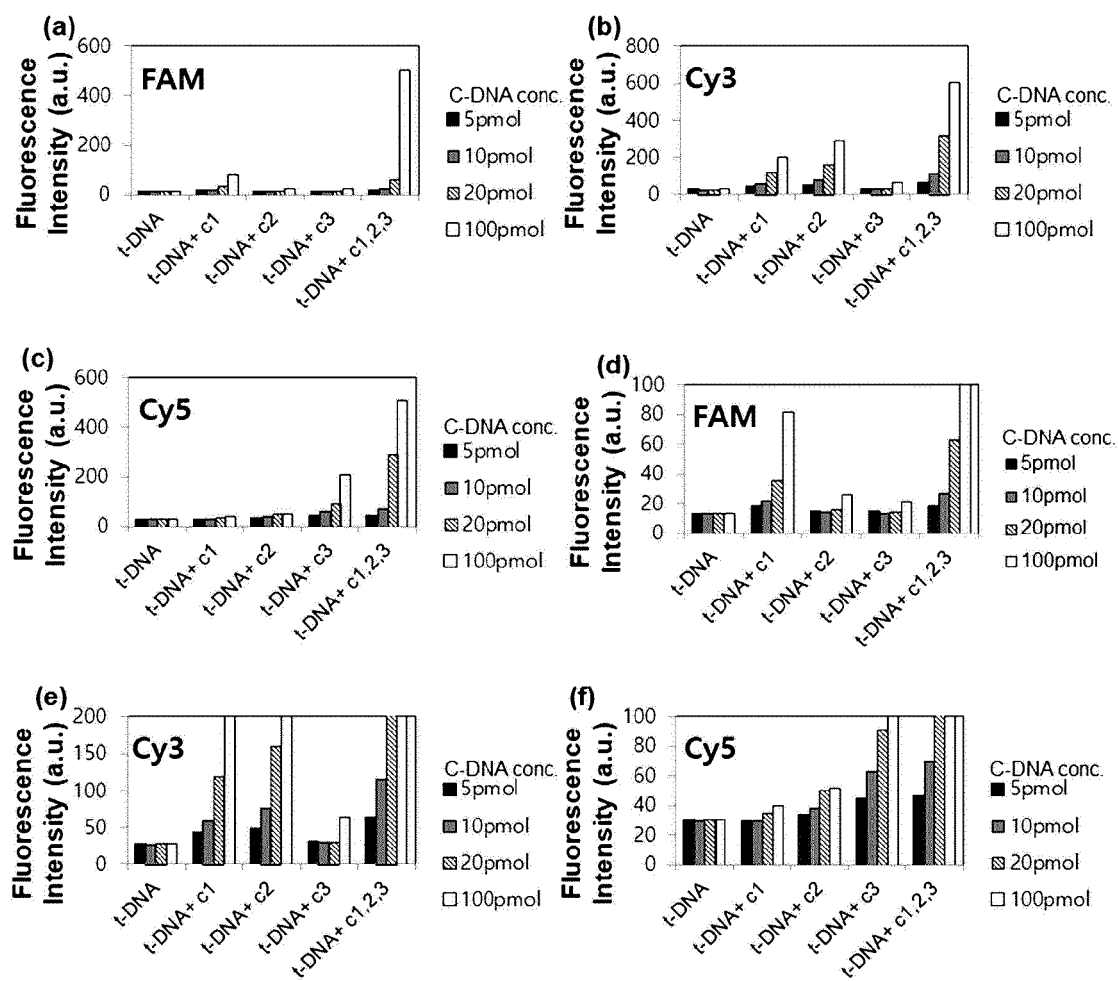 (a)
Fluorescence
Intensity (a.u.)
600
400
200
0
FAM
t-DNA
t-DNA+ c1
t-DNA+ c2
t-DNA+ c3
t-DNA+ c1,2,3
C-DNA conc.
5pmol
10pmol
20pmol
100pmol
(b)
Fluorescence
Intensity (a.u.)
800
600
400
200
0
Cy3
t-DNA
t-DNA+ c1
t-DNA+ c2
t-DNA+ c3
t-DNA+ c1,2,3
C-DNA conc.
5pmol
10pmol
20pmol
100pmol
(c)
Fluorescence
Intensity (a.u.)
600
400
200
0
Cy5
t-DNA
t-DNA+ c1
t-DNA+ c2
t-DNA+ c3
t-DNA+ c1,2,3
C-DNA conc.
5pmol
10pmol
20pmol
100pmol
(d)
Fluorescence
Intensity (a.u.)
100
80
60
40
20
0
FAM
t-DNA
t-DNA+ c1
t-DNA+ c2
t-DNA+ c3
t-DNA+ c1,2,3
C-DNA conc.
5pmol
10pmol
20pmol
100pmol
(e)
Fluorescence
Intensity (a.u.)
200
150
100
50
0
Cy3
t-DNA
t-DNA+ c1
t-DNA+ c2
t-DNA+ c3
t-DNA+ c1,2,3
C-DNA conc.
5pmol
10pmol
20pmol
100pmol
(f)
Fluorescence
Intensity (a.u.)
100
80
60
40
20
0
Cy5
t-DNA
t-DNA+ c1
t-DNA+ c2
t-DNA+ c3
t-DNA+ c1,2,3
C-DNA conc.
5pmol
10pmol
20pmol
100pmol